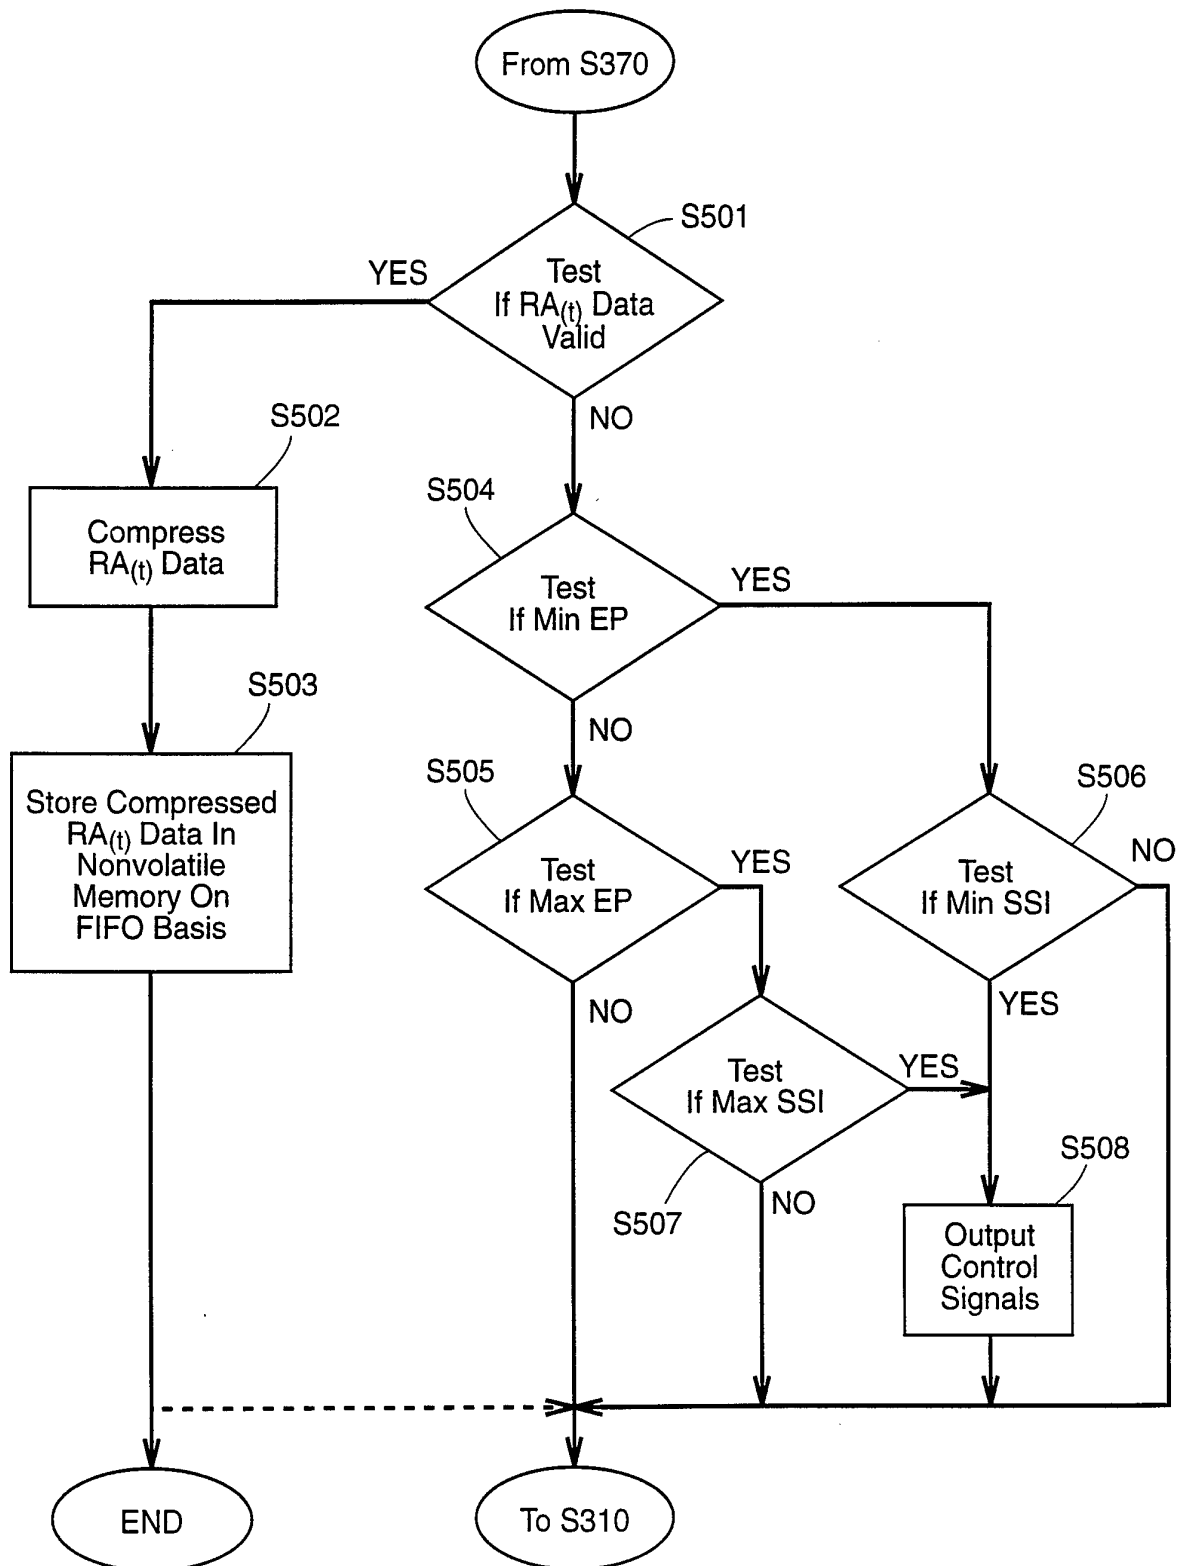 From S370
S501
YES
Test
If RA(t) Data
Valid
NO
S502
Compress
RA(t) Data
S504
Test
If Min EP
YES
NO
S503
Store Compressed
RA(t) Data In
Nonvolatile
Memory On
FIFO Basis
S505
Test
If Max EP
YES
NO
S506
Test
If Min SSI
NO
YES
Test
If Max SSI
YES
S507
NO
S508
Output
Control
Signals
END
To S310